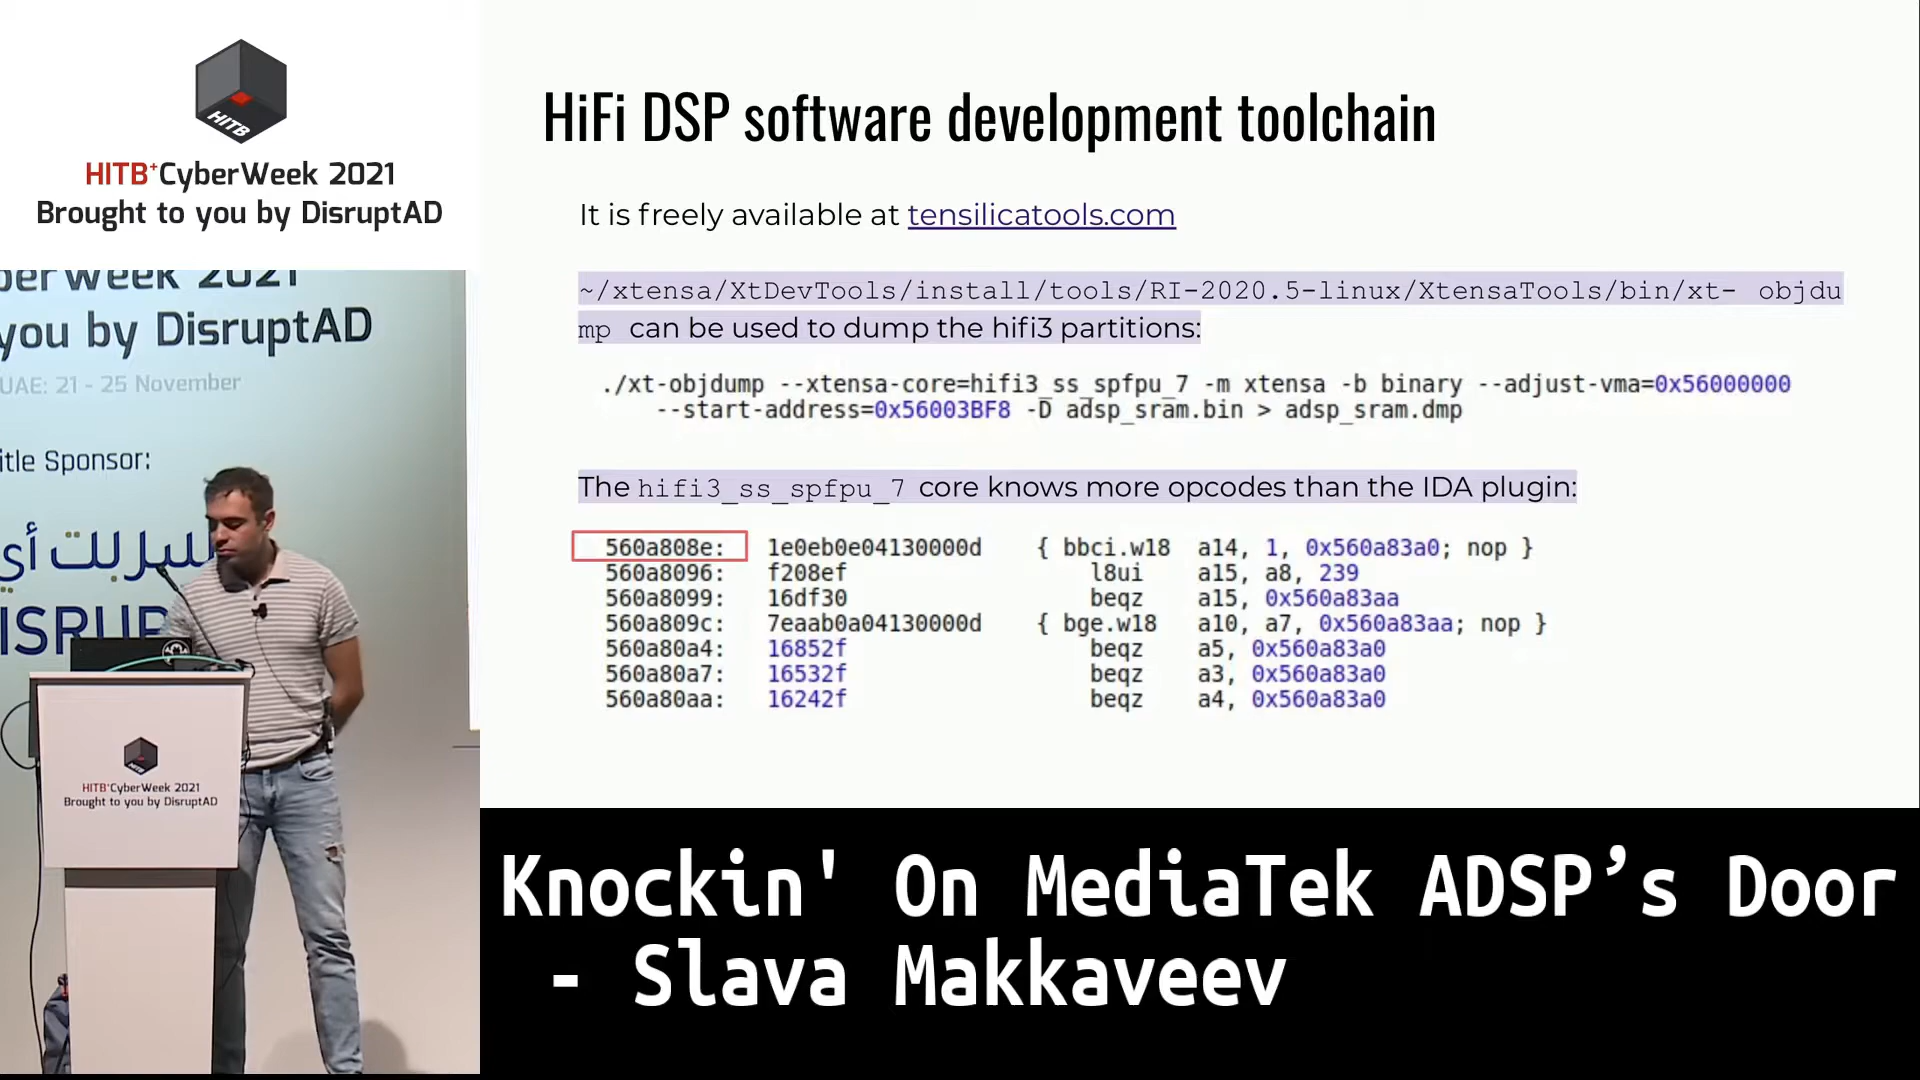 HITB
HITB+CyberWeek 2021
Brought to you by DisruptAD
berWeek 2021
you by DisruptAD
UAE: 21 - 25 November
itle Sponsor:
ISRUP
HITB
HITB+CyberWeek 2021
Brought to you by DisruptAD
HiFi DSP software development toolchain
It is freely available at tensilicatools.com
~/xtensa/XtDevTools/install/tools/RI-2020.5-linux/XtensaTools/bin/xt- objdu
mp can be used to dump the hifi3 partitions:
./xt-objdump --xtensa-core=hifi3_ss_spfpu_7 -m xtensa -b binary --adjust-vma=0x56000000
--start-address=0x56003BF8 -D adsp_sram.bin > adsp_sram.dmp
The hifi3_ss_spfpu_7 core knows more opcodes than the IDA plugin:
560a808e: 1e0eb0e04130000d { bbci.w18 a14, 1, 0x560a83a0; nop }
560a8096: f208ef l8ui a15, a8, 239
560a8099: 16df30 beqz a15, 0x560a83aa
560a809c: 7eaab0a04130000d { bge.w18 a10, a7, 0x560a83aa; nop }
560a80a4: 16852f beqz a5, 0x560a83a0
560a80a7: 16532f beqz a3, 0x560a83a0
560a80aa: 16242f beqz a4, 0x560a83a0
Knockin' On MediaTek ADSP’s Door
- Slava Makkaveev